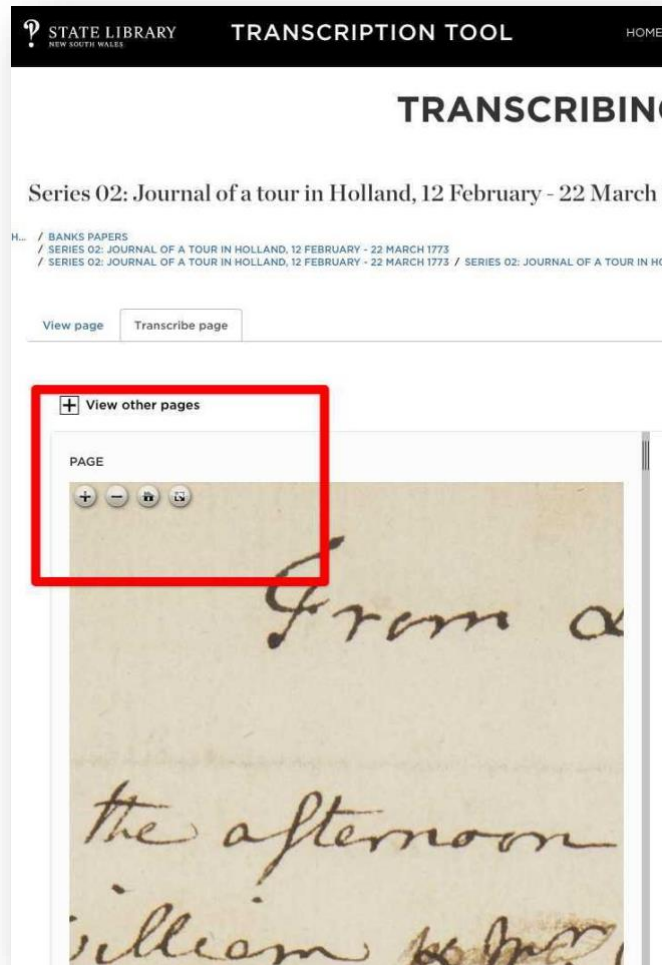 STATE LIBRARY
NEW SOUTH WALES
TRANSCRIPTION TOOL
HOME
TRANSCRIBING
Series 02: Journal of a tour in Holland, 12 February - 22 March
H... / BANKS PAPERS
/ SERIES 02: JOURNAL OF A TOUR IN HOLLAND, 12 FEBRUARY - 22 MARCH 1773
/ SERIES 02: JOURNAL OF A TOUR IN HOLLAND, 12 FEBRUARY - 22 MARCH 1773 / SERIES 02: JOURNAL OF A TOUR IN HO
View page Transcribe page
+ View other pages
PAGE
From
the afternoon
William